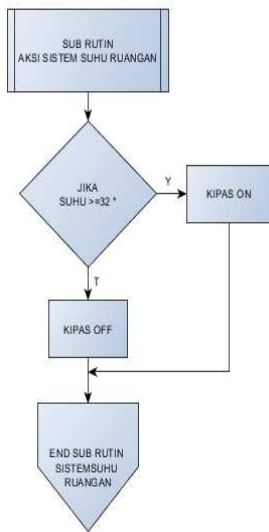 SUB RUTIN
AKSI SISTEM SUHU RUANGAN
JIKA
SUHU >=32 *
Y
KIPAS ON
T
KIPAS OFF
END SUB RUTIN
SISTEMSUHU
RUANGAN